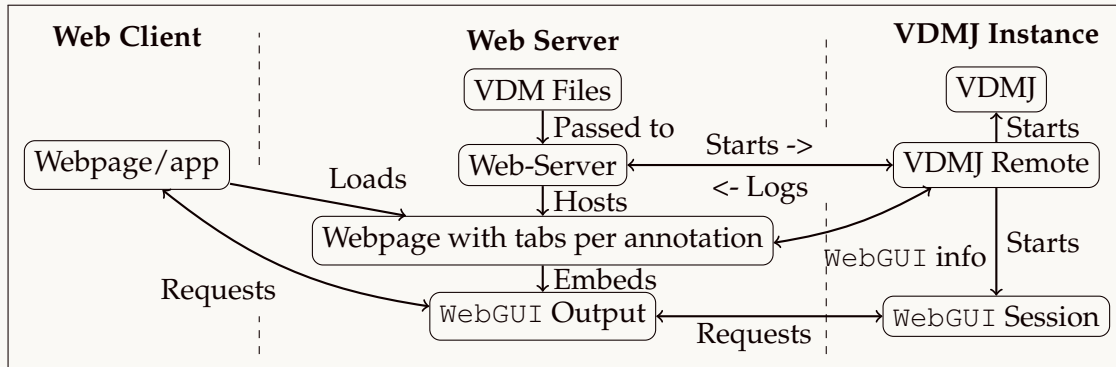 Web Client
Web Server
VDMJ Instance
VDM Files
VDMJ
Passed to
Starts
Webpage/app
Web-Server
Starts ->
VDMJ Remote
Loads
<- Logs
Hosts
Webpage with tabs per annotation
WebGUI info
Starts
Requests
Embeds
WebGUI Output
Requests
WebGUI Session